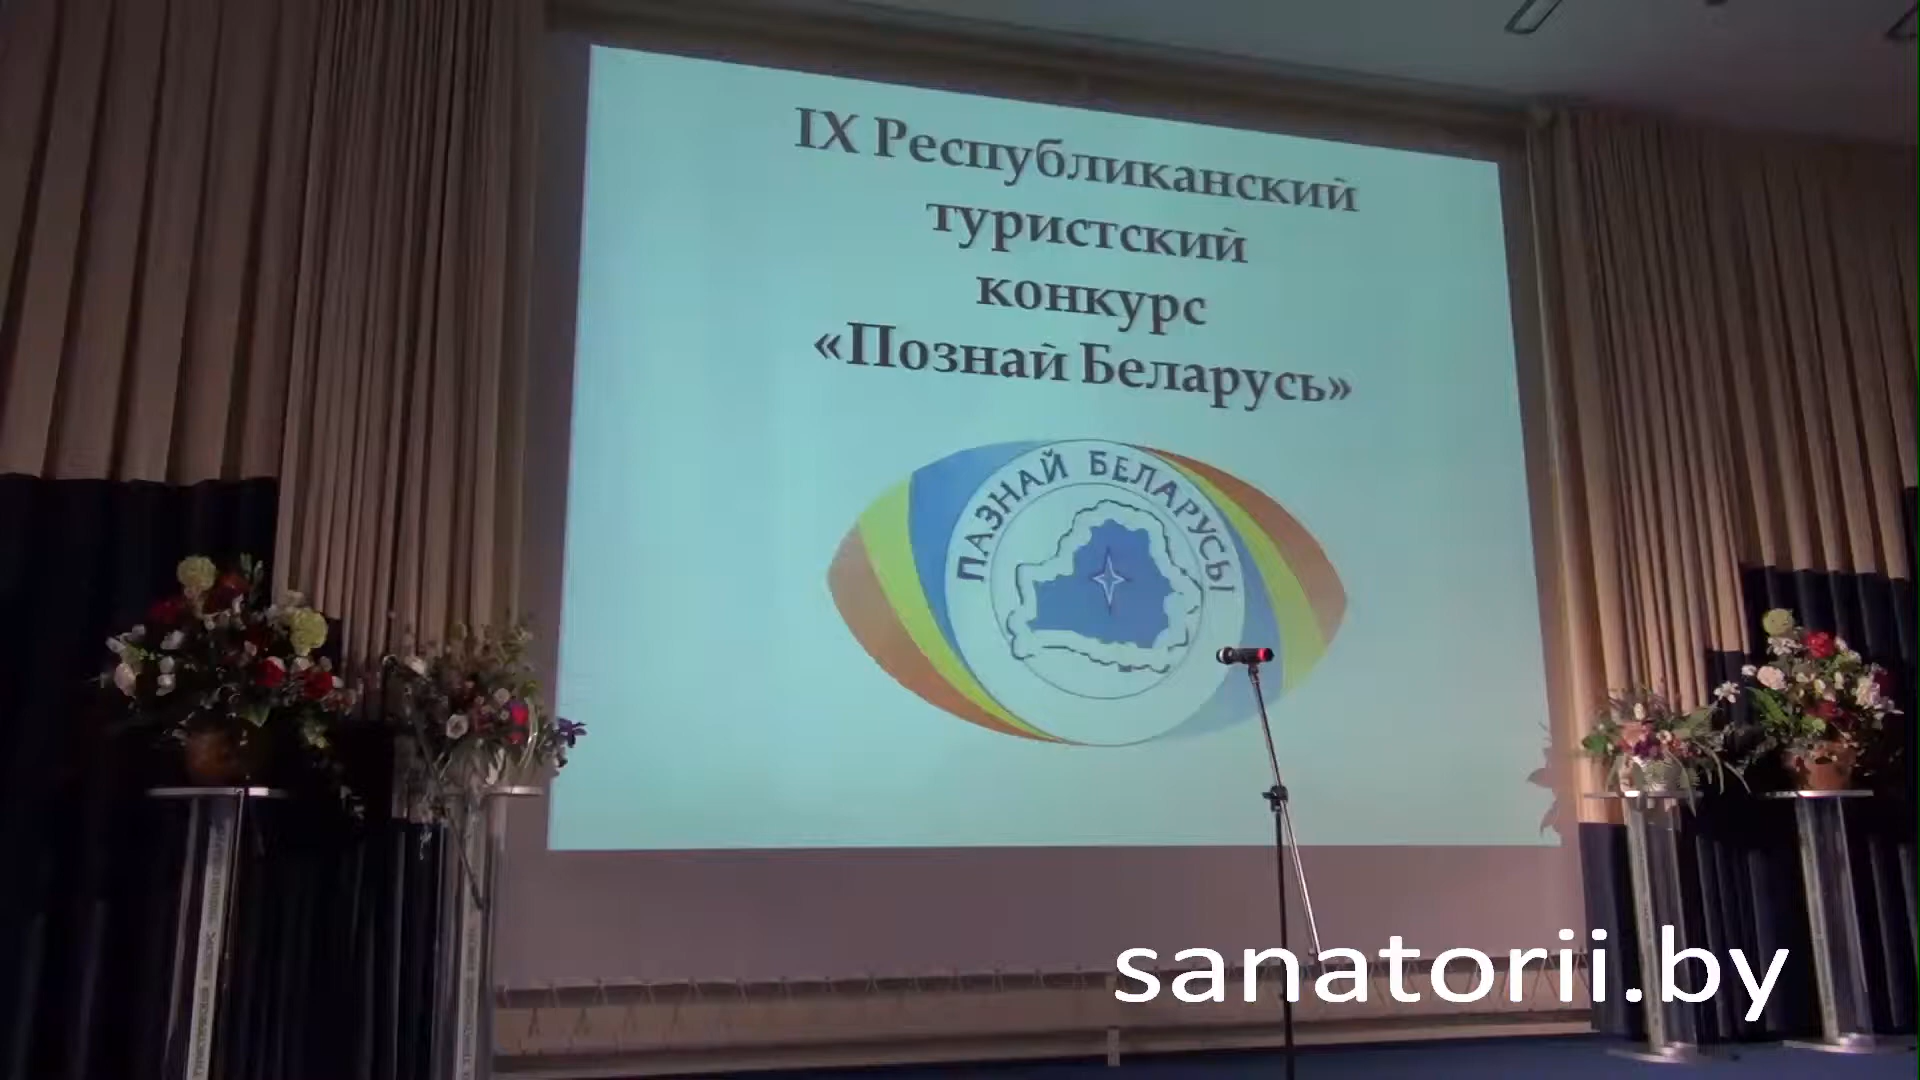 IX Республиканский
туристский
конкурс
«Познай Беларусь»
ПАЗНАЙ БЕЛАРУСЬ!
sanatorii.by